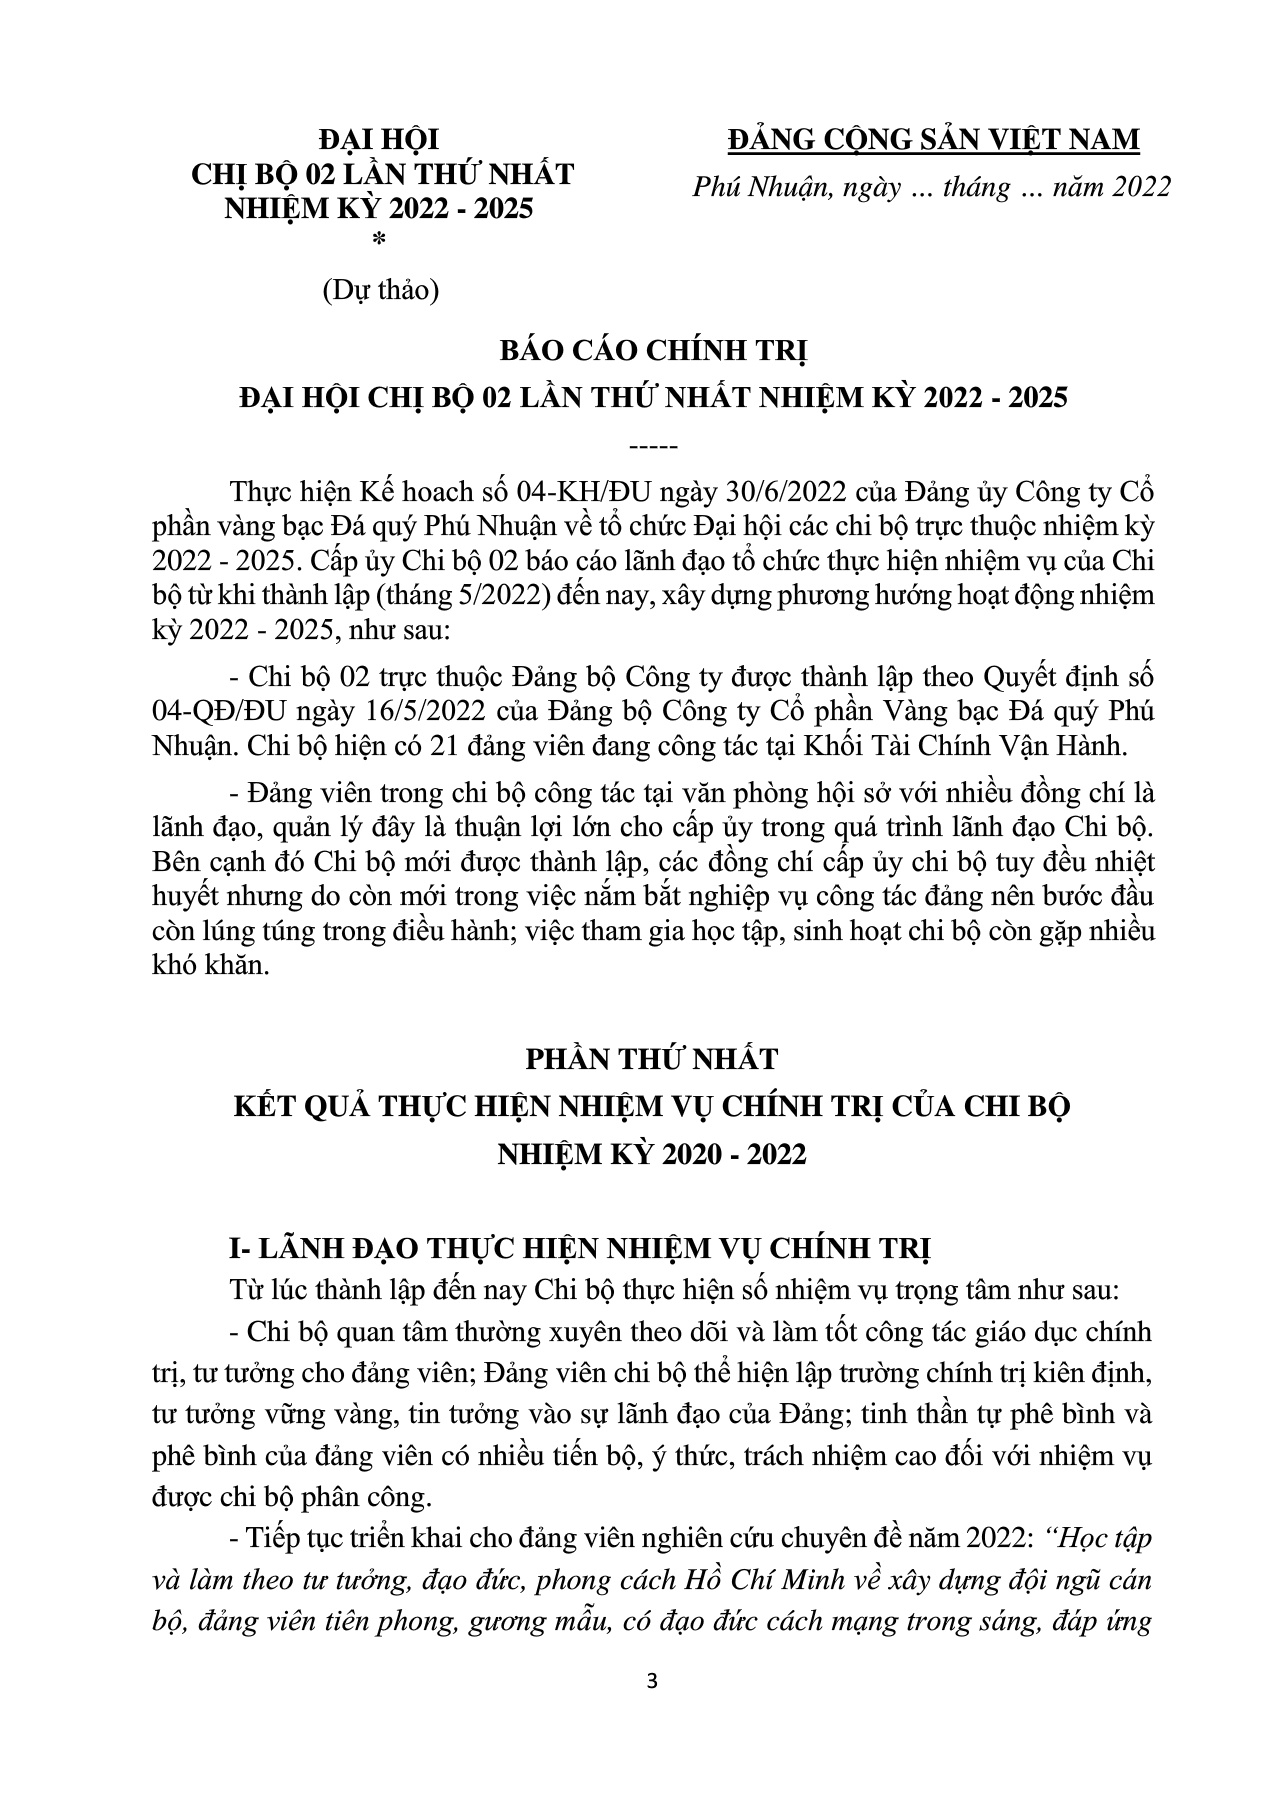 ĐẠI HỘI
CHỊ BỘ 02 LẦN THỨ NHẤT
NHIỆM KỲ 2022 - 2025
*
(Dự thảo)
ĐẢNG CỘNG SẢN VIỆT NAM
Phú Nhuận, ngày ... tháng ... năm 2022
BÁO CÁO CHÍNH TRỊ
ĐẠI HỘI CHỊ BỘ 02 LẦN THỨ NHẤT NHIỆM KỲ 2022 - 2025
-----
Thực hiện Kế hoach số 04-KH/ĐU ngày 30/6/2022 của Đảng ủy Công ty Cổ
phần vàng bạc Đá quý Phú Nhuận về tổ chức Đại hội các chi bộ trực thuộc nhiệm kỳ
2022 - 2025. Cấp ủy Chi bộ 02 báo cáo lãnh đạo tổ chức thực hiện nhiệm vụ của Chi
bộ từ khi thành lập (tháng 5/2022) đến nay, xây dựng phương hướng hoạt động nhiệm
kỳ 2022 - 2025, như sau:
- Chi bộ 02 trực thuộc Đảng bộ Công ty được thành lập theo Quyết định số
04-QĐ/ĐU ngày 16/5/2022 của Đảng bộ Công ty Cổ phần Vàng bạc Đá quý Phú
Nhuận. Chi bộ hiện có 21 đảng viên đang công tác tại Khối Tài Chính Vận Hành.
- Đảng viên trong chi bộ công tác tại văn phòng hội sở với nhiều đồng chí là
lãnh đạo, quản lý đây là thuận lợi lớn cho cấp ủy trong quá trình lãnh đạo Chi bộ.
Bên cạnh đó Chi bộ mới được thành lập, các đồng chí cấp ủy chi bộ tuy đều nhiệt
huyết nhưng do còn mới trong việc nắm bắt nghiệp vụ công tác đảng nên bước đầu
còn lúng túng trong điều hành; việc tham gia học tập, sinh hoạt chi bộ còn gặp nhiều
khó khăn.
PHẦN THỨ NHẤT
KẾT QUẢ THỰC HIỆN NHIỆM VỤ CHÍNH TRỊ CỦA CHI BỘ
NHIỆM KỲ 2020 - 2022
I- LÃNH ĐẠO THỰC HIỆN NHIỆM VỤ CHÍNH TRỊ
Từ lúc thành lập đến nay Chi bộ thực hiện số nhiệm vụ trọng tâm như sau:
- Chi bộ quan tâm thường xuyên theo dõi và làm tốt công tác giáo dục chính
trị, tư tưởng cho đảng viên; Đảng viên chi bộ thể hiện lập trường chính trị kiên định,
tư tưởng vững vàng, tin tưởng vào sự lãnh đạo của Đảng; tinh thần tự phê bình và
phê bình của đảng viên có nhiều tiến bộ, ý thức, trách nhiệm cao đối với nhiệm vụ
được chi bộ phân công.
- Tiếp tục triển khai cho đảng viên nghiên cứu chuyên đề năm 2022: “Học tập
và làm theo tư tưởng, đạo đức, phong cách Hồ Chí Minh về xây dựng đội ngũ cán
bộ, đảng viên tiên phong, gương mẫu, có đạo đức cách mạng trong sáng, đáp ứng
3